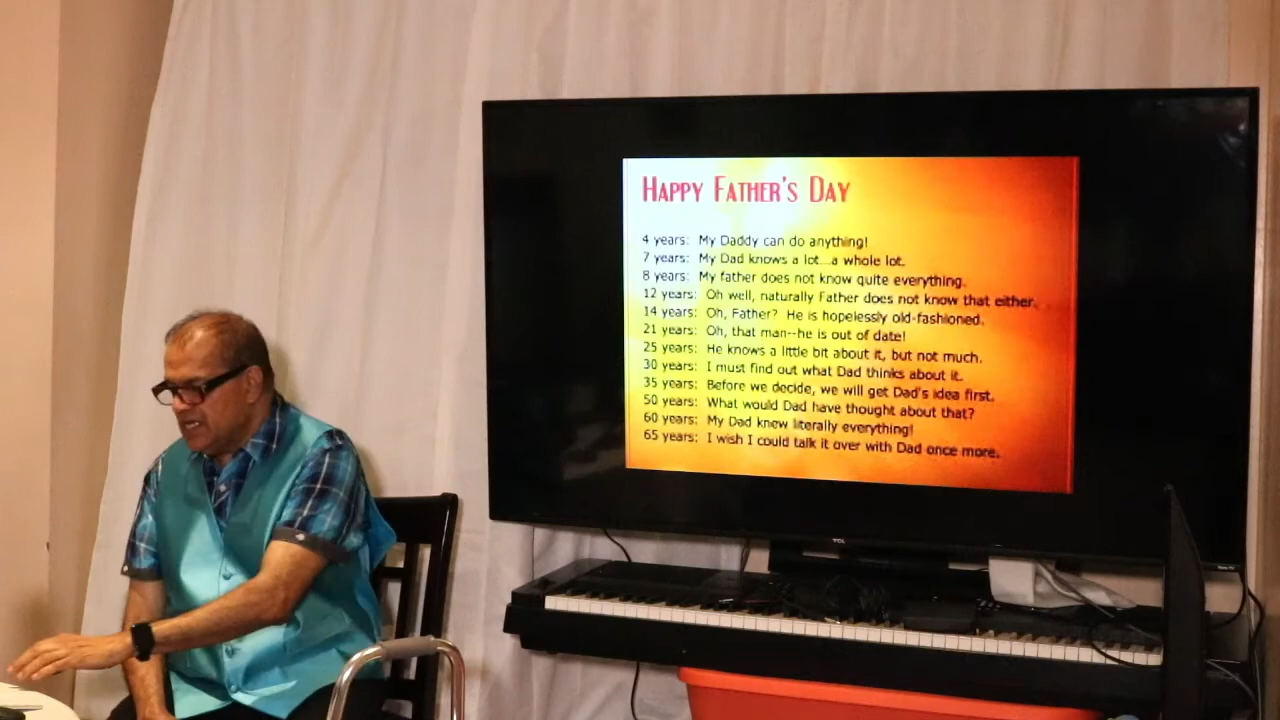 Happy Father's Day
4 years: My Daddy can do anything!
7 years: My Dad knows a lot...a whole lot.
8 years: My father does not know quite everything.
12 years: Oh well, naturally Father does not know that either.
14 years: Oh, Father? He is hopelessly old-fashioned.
21 years: Oh, that man--he is out of date!
25 years: He knows a little bit about it, but not much.
30 years: I must find out what Dad thinks about it.
35 years: Before we decide, we will get Dad's idea first.
50 years: What would Dad have thought about that?
60 years: My Dad knew literally everything!
65 years: I wish I could talk it over with Dad once more.
TCL
Roku TV